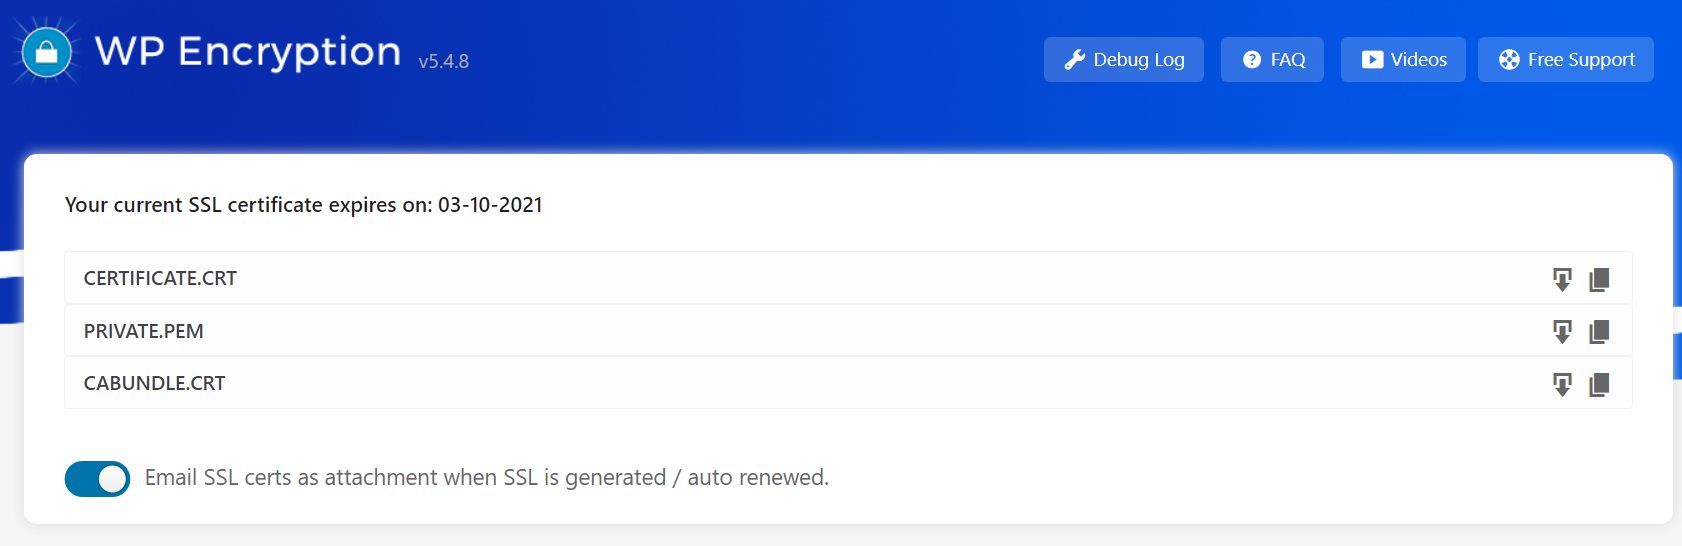 WP Encryption v5.4.8
Debug Log
FAQ
Videos
Free Support
Your current SSL certificate expires on: 03-10-2021
CERTIFICATE.CRT
PRIVATE.PEM
CABUNDLE.CRT
Email SSL certs as attachment when SSL is generated / auto renewed.